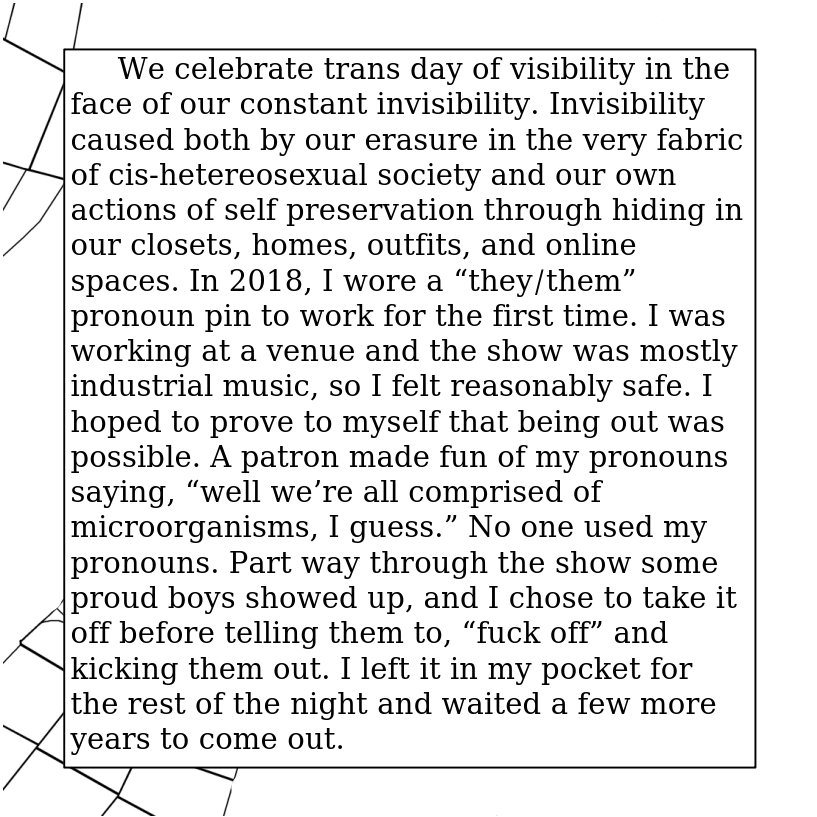 We celebrate trans day of visibility in the
face of our constant invisibility. Invisibility
caused both by our erasure in the very fabric
of cis-hetereosexual society and our own
actions of self preservation through hiding in
our closets, homes, outfits, and online
spaces. In 2018, I wore a “they/them”
pronoun pin to work for the first time. I was
working at a venue and the show was mostly
industrial music, so I felt reasonably safe. I
hoped to prove to myself that being out was
possible. A patron made fun of my pronouns
saying, “well we’re all comprised of
microorganisms, I guess.” No one used my
pronouns. Part way through the show some
proud boys showed up, and I chose to take it
off before telling them to, “fuck off” and
kicking them out. I left it in my pocket for
the rest of the night and waited a few more
years to come out.